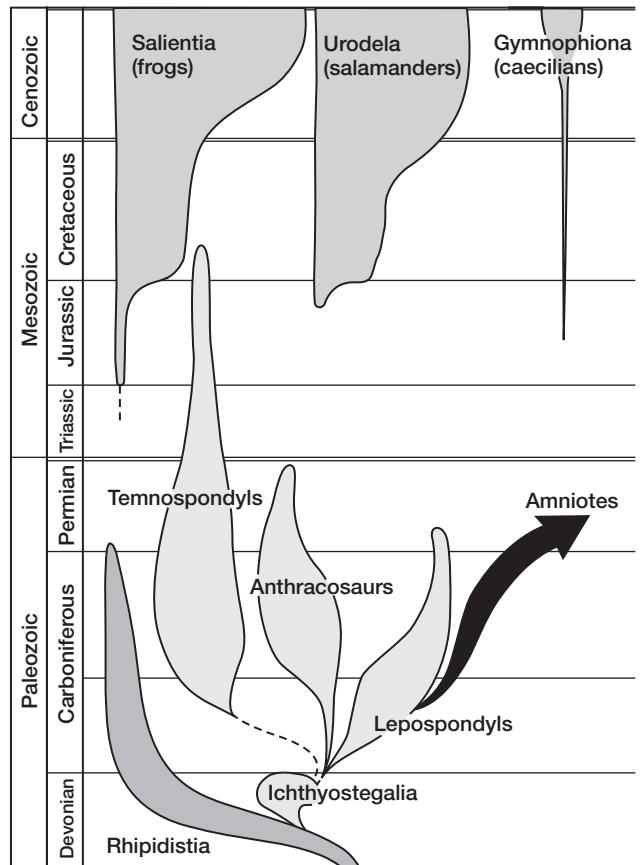 Salientia
(frogs)
Urodela
(salamanders)
Gymnophiona
(caecilians)
Cenozoic
Mesozoic
Cretaceous
Jurassic
Triassic
Paleozoic
Permian
Carboniferous
Devonian
Temnospondyls
Amniotes
Anthracosaurs
Lepospondyls
Ichthyostegalia
Rhipidistia